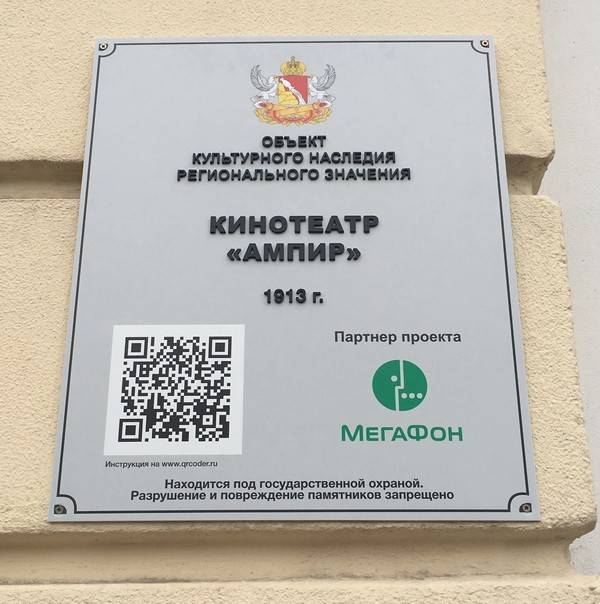 ОБЪЕКТ
КУЛЬТУРНОГО НАСЛЕДИЯ
РЕГИОНАЛЬНОГО ЗНАЧЕНИЯ
КИНОТЕАТР
«АМПИР»
1913 г.
Партнер проекта
МЕГАФОН
Инструкция на www.qrcoder.ru
Находится под государственной охраной.
Разрушение и повреждение памятников запрещено